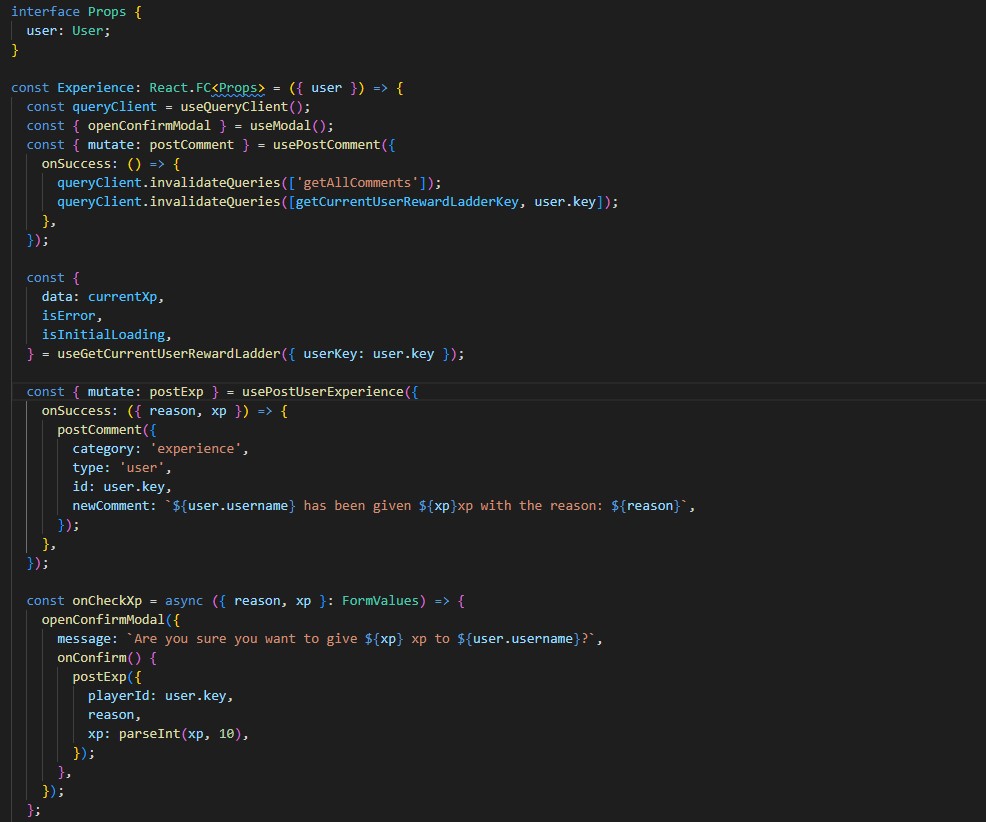 interface Props {
  user: User;
}

const Experience: React.FC<Props> = ({ user }) => {
  const queryClient = useQueryClient();
  const { openConfirmModal } = useModal();
  const { mutate: postComment } = usePostComment({
    onSuccess: () => {
      queryClient.invalidateQueries(['getAllComments']);
      queryClient.invalidateQueries([getCurrentUserRewardLadderKey, user.key]);
    },
  });

  const {
    data: currentXp,
    isError,
    isInitialLoading,
  } = useGetCurrentUserRewardLadder({ userKey: user.key });

  const { mutate: postExp } = usePostUserExperience({
    onSuccess: ({ reason, xp }) => {
      postComment({
        category: 'experience',
        type: 'user',
        id: user.key,
        newComment: `${user.username} has been given ${xp}xp with the reason: ${reason}`,
      });
    },
  });

  const onCheckXp = async ({ reason, xp }: FormValues) => {
    openConfirmModal({
      message: `Are you sure you want to give ${xp} xp to ${user.username}?`,
      onConfirm() {
        postExp({
          playerId: user.key,
          reason,
          xp: parseInt(xp, 10),
        });
      },
    });
  };